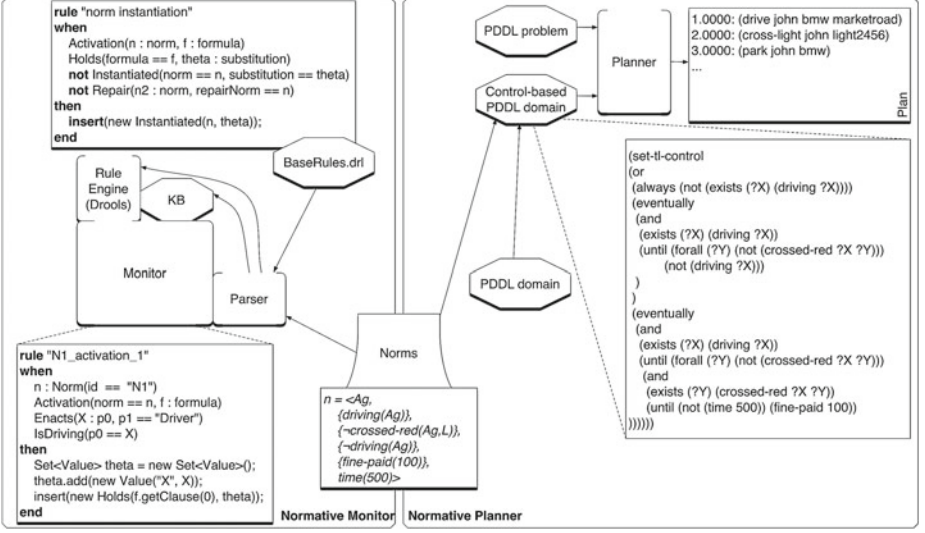 rule "norm instantiation"
when
Activation(n : norm, f : formula)
Holds(formula == f, theta : substitution)
not Instantiated(norm == n, substitution == theta)
not Repair(n2 : norm, repairNorm == n)
then
insert(new Instantiated(n, theta));
end
BaseRules.drl
Rule
Engine
(Drools)
KB
Monitor
Parser
rule "N1_activation_1"
when
n : Norm(id == "N1")
Activation(norm == n, f : formula)
Enacts(X : p0, p1 == "Driver")
IsDriving(p0 == X)
then
Set<Value> theta = new Set<Value>();
theta.add(new Value("X", X));
insert(new Holds(f.getClause(0), theta));
end
Normative Monitor
Norms
n = <Ag,
{driving(Ag)},
{¬crossed-red(Ag,L)},
{¬driving(Ag)},
{fine-paid(100)},
time(500)>
Normative Planner
PDDL problem
Control-based
PDDL domain
PDDL domain
Planner
1.0000: (drive john bmw marketroad)
2.0000: (cross-light john light2456)
3.0000: (park john bmw)
...
Plan
(set-tl-control
(or
(always (not (exists (?X) (driving ?X))))
(eventually
(and
(exists (?X) (driving ?X))
(until (forall (?Y) (not (crossed-red ?X ?Y)))
(not (driving ?X)))
)
)
(eventually
(and
(exists (?X) (driving ?X))
(until (forall (?Y) (not (crossed-red ?X ?Y)))
(and
(exists (?Y) (crossed-red ?X ?Y))
(until (not (time 500)) (fine-paid 100))
))))))